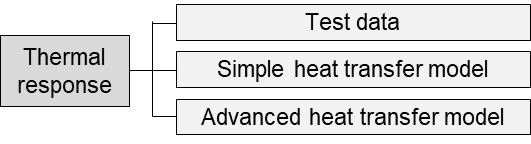 Thermal
response
Test data
Simple heat transfer model
Advanced heat transfer model